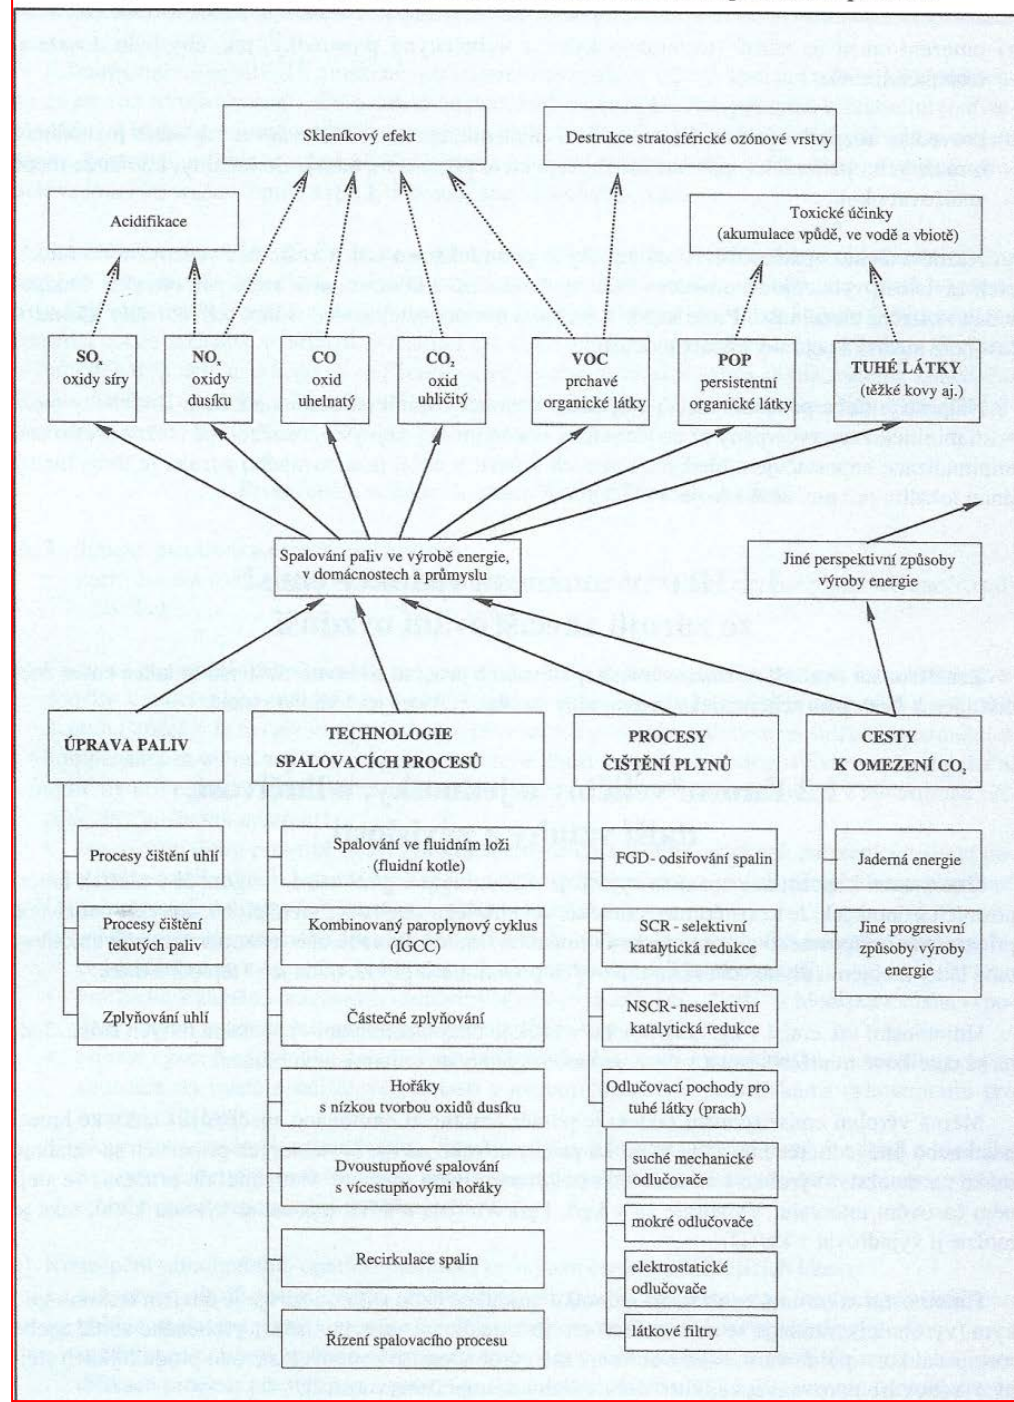 Skleníkový efekt
Destrukce stratosférické ozónové vrstvy
Acidifikace
Toxické účinky
(akumulace vpůdě, ve vodě a vbiotě)
SOx
oxidy síry
NOx
oxidy
dusíku
CO
oxid
uhelnatý
CO2
oxid
uhličitý
VOC
prchavé
organické látky
POP
persistentní
organické látky
TUHÉ LÁTKY
(těžké kovy aj.)
Spalování paliv ve výrobě energie,
v domácnostech a průmyslu
Jiné perspektivní způsoby
výroby energie
ÚPRAVA PALIV
TECHNOLOGIE
SPALOVACÍCH PROCESŮ
PROCESY
ČIŠTĚNÍ PLYNŮ
CESTY
K OMEZENÍ CO2
Procesy čištění uhlí
Procesy čištění
tekutých paliv
Zplyňování uhlí
Spalování ve fluidním loži
(fluidní kotle)
Kombinovaný paroplynový cyklus
(IGCC)
Částečné zplyňování
Hořáky
s nízkou tvorbou oxidů dusíku
Dvoustupňové spalování
s vícestupňovými hořáky
Recirkulace spalin
Řízení spalovacího procesu
FGD - odsiřování spalin
SCR - selektivní
katalytická redukce
NSCR - neselektivní
katalytická redukce
Odlučovací pochody pro
tuhé látky (prach)
suché mechanické
odlučovače
mokré odlučovače
elektrostatické
odlučovače
látkové filtry
Jaderná energie
Jiné progresivní
způsoby výroby
energie